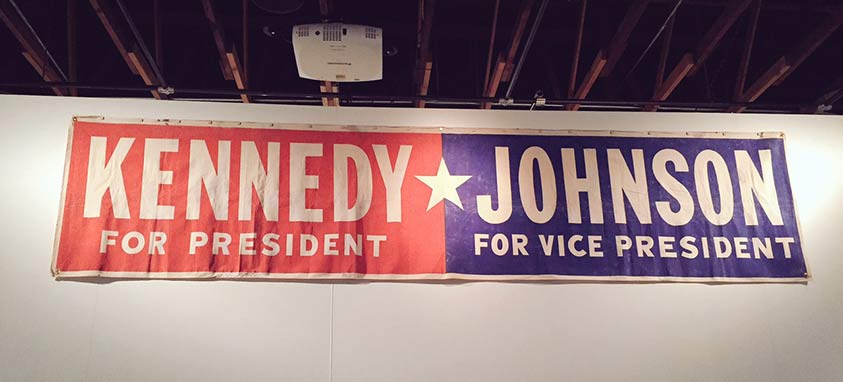 KENNEDY ★ JOHNSON
FOR PRESIDENT FOR VICE PRESIDENT